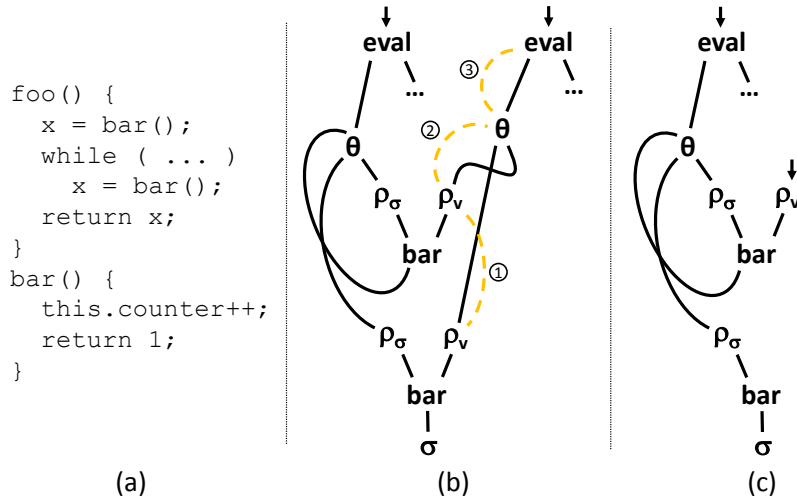 foo() {
x = bar();
while ( ... )
x = bar();
return x;
}
bar() {
this.counter++;
return 1;
}
(a)
eval
...
θ
ρσ
ρv
bar
ρσ
ρv
bar
σ
eval
...
θ
①
②
③
(b)
eval
...
θ
ρσ
ρv
bar
ρσ
bar
σ
(c)